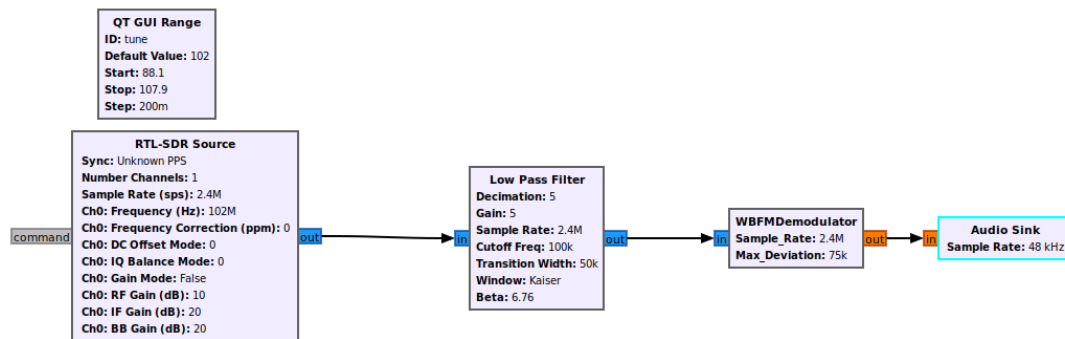 QT GUI Range
ID: tune
Default Value: 102
Start: 88.1
Stop: 107.9
Step: 200m
RTL-SDR Source
Sync: Unknown PPS
Number Channels: 1
Sample Rate (sps): 2.4M
Ch0: Frequency (Hz): 102M
Ch0: Frequency Correction (ppm): 0
Ch0: DC Offset Mode: 0
Ch0: IQ Balance Mode: 0
Ch0: Gain Mode: False
Ch0: RF Gain (dB): 10
Ch0: IF Gain (dB): 20
Ch0: BB Gain (dB): 20
command
out
Low Pass Filter
Decimation: 5
Gain: 5
Sample Rate: 2.4M
Cutoff Freq: 100k
Transition Width: 50k
Window: Kaiser
Beta: 6.76
in
out
WBFMDemodulator
Sample_Rate: 2.4M
Max_Deviation: 75k
in
out
Audio Sink
Sample Rate: 48 kHz
in